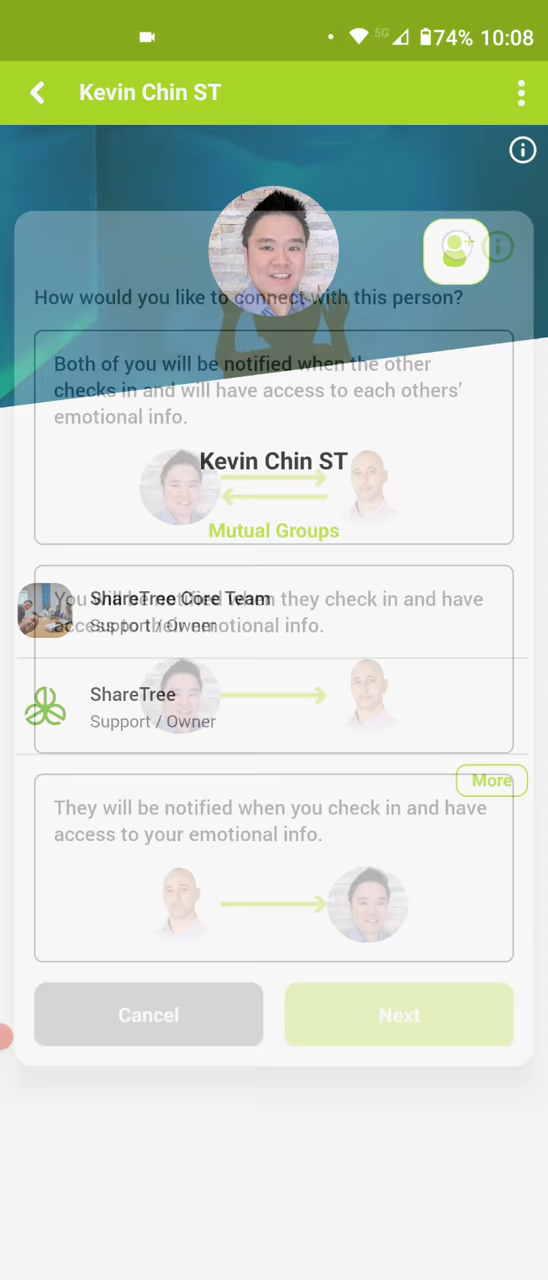 5G 74% 10:08
Kevin Chin ST
How would you like to connect with this person?
Both of you will be notified when the other
checks in and will have access to each others'
emotional info.
Kevin Chin ST
Mutual Groups
ShareTree Core Team
You will be notified when they check in and have
Support / Owner
access to their emotional info.
ShareTree
Support / Owner
More
They will be notified when you check in and have
access to your emotional info.
Cancel Next